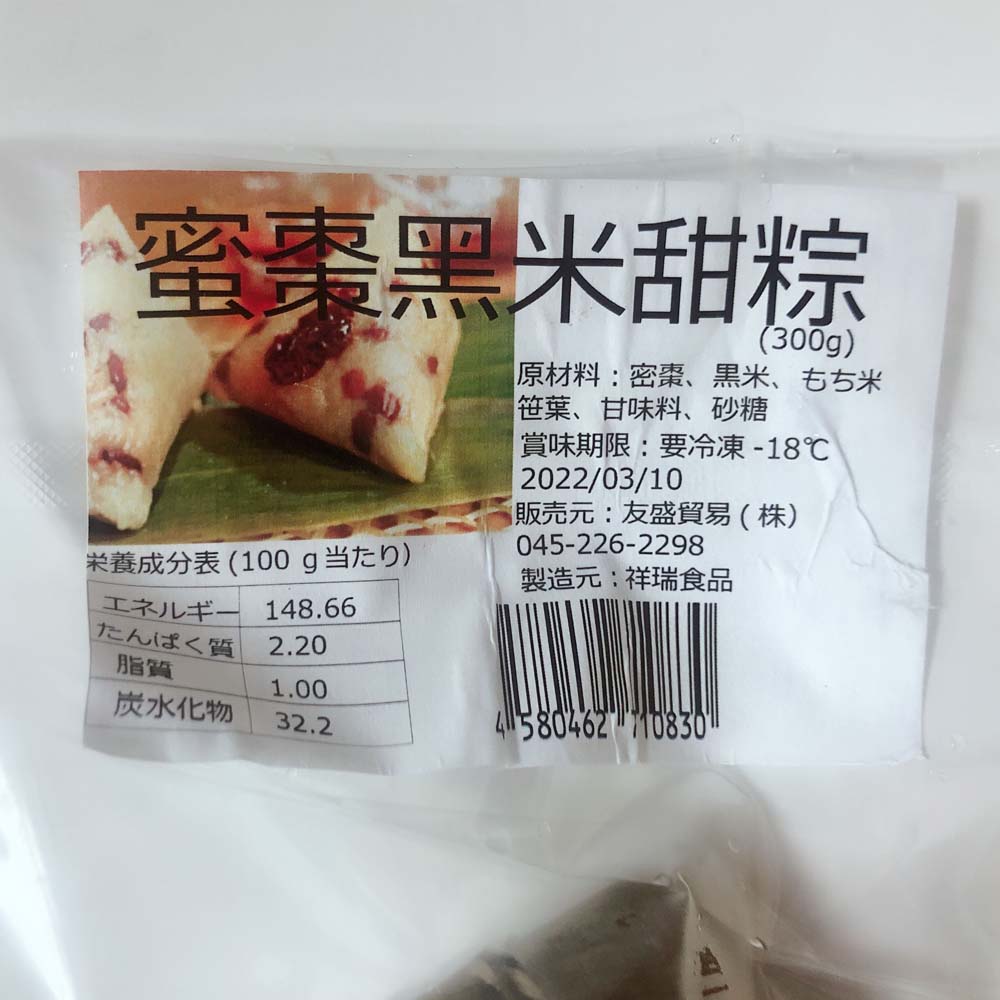 蜜棗黑米甜粽
(300g)
原材料：密棗、黒米、もち米
笹葉、甘味料、砂糖
賞味期限：要冷凍 -18℃
2022/03/10
販売元：友盛貿易 ( 株)
045-226-2298
製造元：祥瑞食品
栄養成分表 (100 g当たり)
エネルギー 148.66
たんぱく質 2.20
脂質 1.00
炭水化物 32.2
4 580462 710830